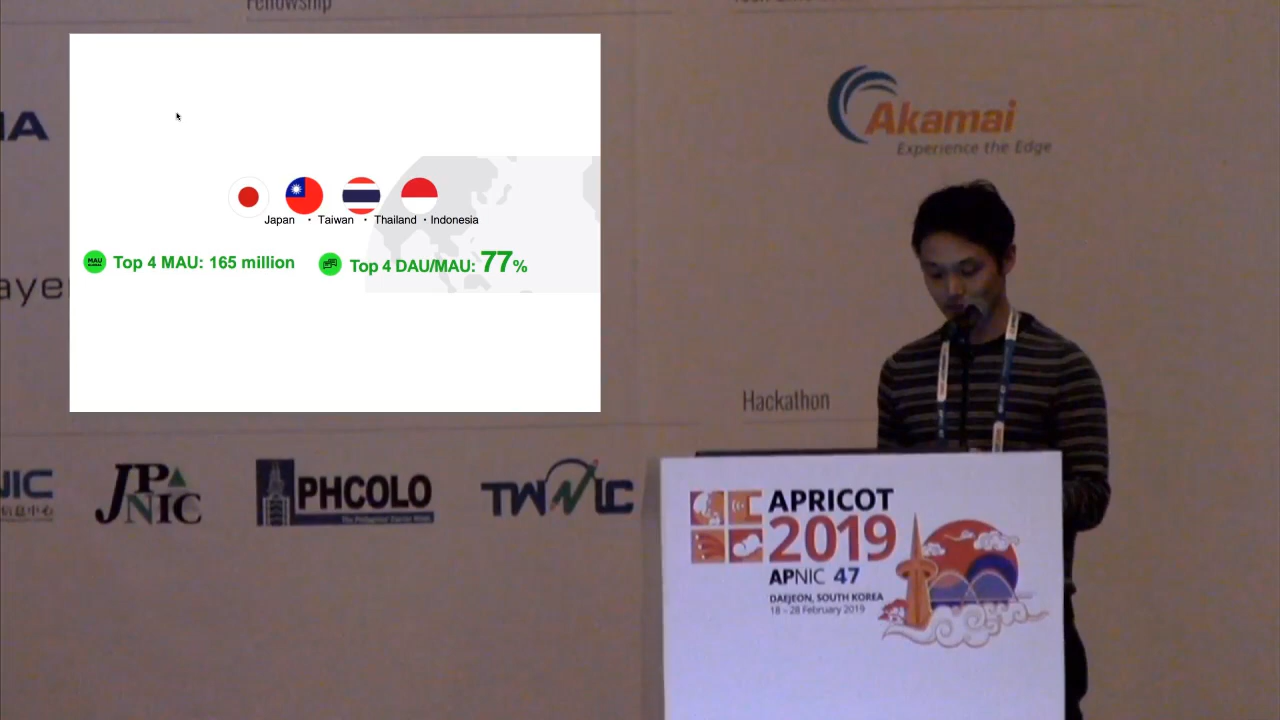 Fellowship
Akamai
Experience the Edge
Japan · Taiwan · Thailand · Indonesia
MAU
Top 4 MAU: 165 million
Top 4 DAU/MAU: 77%
Hackathon
JPNIC
PHCOLO
TWNIC
APRICOT
2019
APNIC 47
DAEJEON, SOUTH KOREA
18 – 28 February 2019